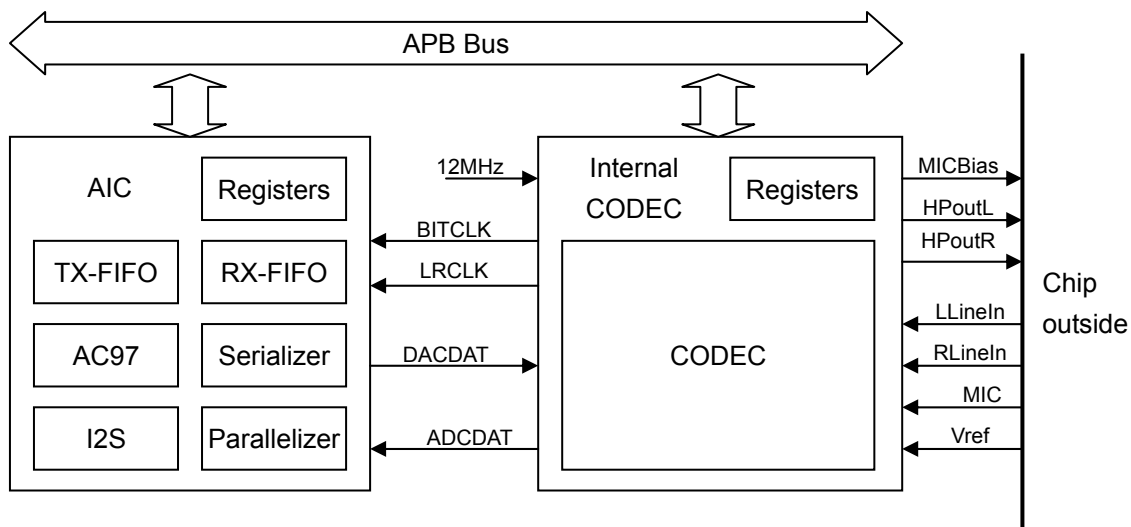 APB Bus
AIC
Registers
TX-FIFO
RX-FIFO
AC97
Serializer
I2S
Parallelizer
12MHz
BITCLK
LRCLK
DACDAT
ADCDAT
Internal
CODEC
Registers
CODEC
MICBias
HPoutL
HPoutR
LLineIn
RLineIn
MIC
Vref
Chip
outside